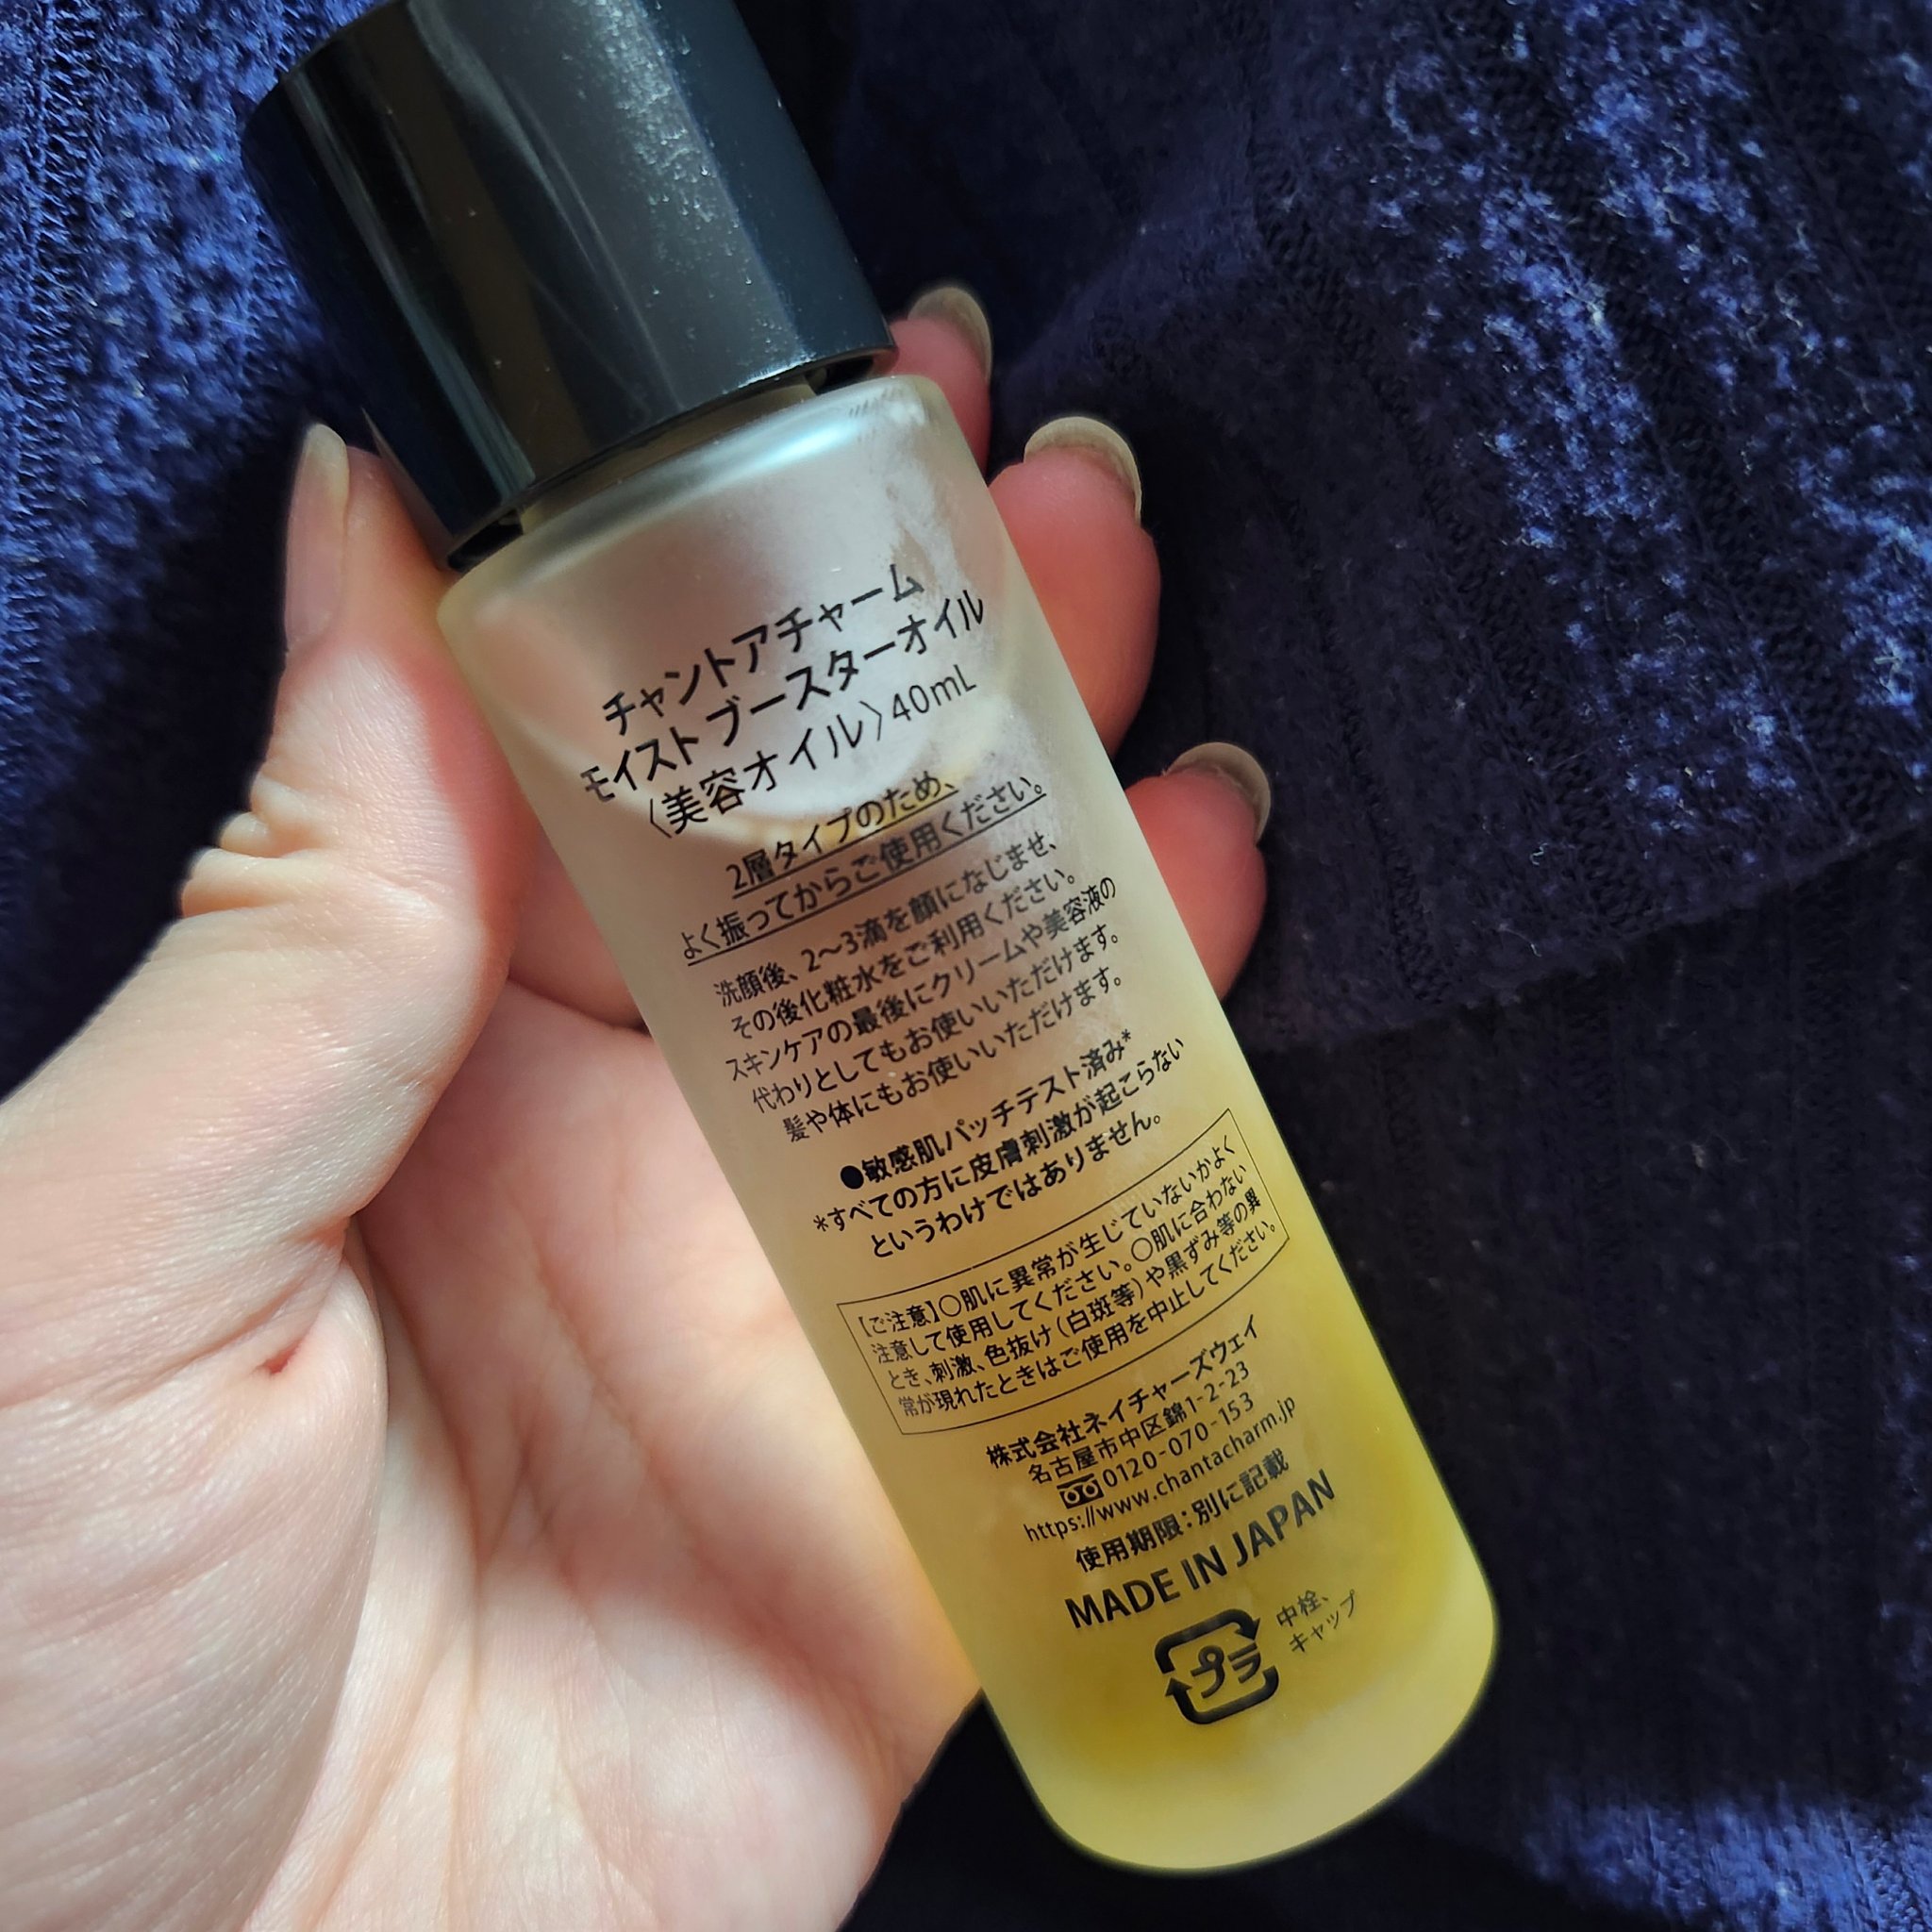 チャントアチャーム
モイスト ブースターオイル
〈美容オイル〉40mL
2層タイプのため、
よく振ってからご使用ください。
洗顔後、2〜3滴を顔になじませ、
その後化粧水をご利用ください。
スキンケアの最後にクリームや美容液の
代わりとしてもお使いいただけます。
髪や体にもお使いいただけます。
●敏感肌パッチテスト済み*
*すべての方に皮膚刺激が起こらない
というわけではありません。
【ご注意】○肌に異常が生じていないかよく
注意して使用してください。○肌に合わない
とき、刺激、色抜け(白斑等)や黒ずみ等の異
常が現れたときはご使用を中止してください。
株式会社ネイチャーズウェイ
名古屋市中区錦1-2-23
0120-070-153
https://www.chantacharm.jp
使用期限:別に記載
MADE IN JAPAN
プラ
中栓、
キャップ